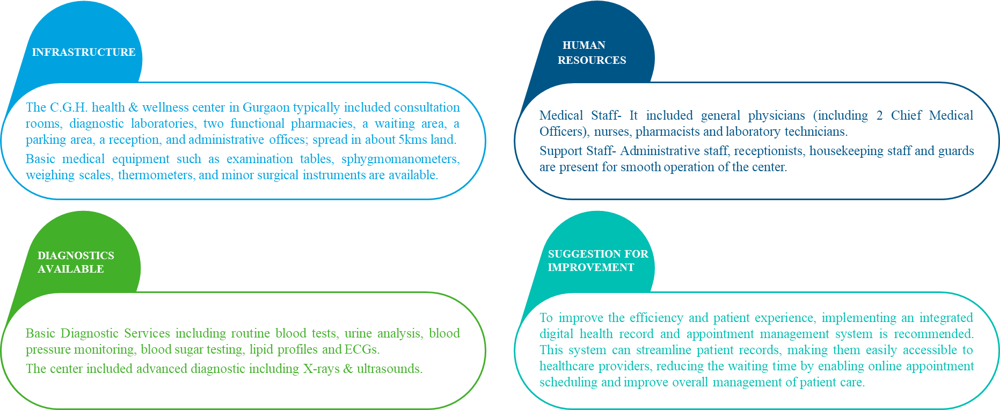 INFRASTRUCTURE
The C.G.H. health & wellness center in Gurgaon typically included consultation
rooms, diagnostic laboratories, two functional pharmacies, a waiting area, a
parking area, a reception, and administrative offices; spread in about 5kms land.
Basic medical equipment such as examination tables, sphygmomanometers,
weighing scales, thermometers, and minor surgical instruments are available.
HUMAN
RESOURCES
Medical Staff- It included general physicians (including 2 Chief Medical
Officers), nurses, pharmacists and laboratory technicians.
Support Staff- Administrative staff, receptionists, housekeeping staff and guards
are present for smooth operation of the center.
DIAGNOSTICS
AVAILABLE
Basic Diagnostic Services including routine blood tests, urine analysis, blood
pressure monitoring, blood sugar testing, lipid profiles and ECGs.
The center included advanced diagnostic including X-rays & ultrasounds.
SUGGESTION FOR
IMPROVEMENT
To improve the efficiency and patient experience, implementing an integrated
digital health record and appointment management system is recommended.
This system can streamline patient records, making them easily accessible to
healthcare providers, reducing the waiting time by enabling online appointment
scheduling and improve overall management of patient care.